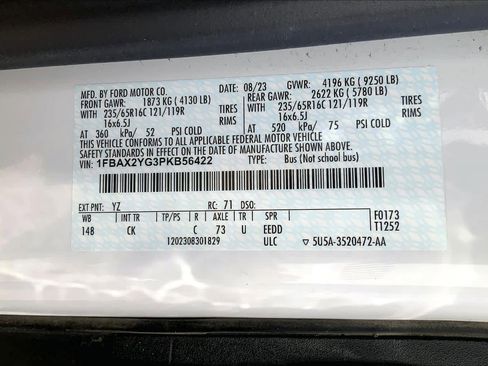 MFD. BY FORD MOTOR CO. 08/23 GVWR: 4196 KG ( 9250 LB)
FRONT GAWR: 1873 KG ( 4130 LB) REAR GAWR: 2622 KG ( 5780 LB)
WITH 235/65R16C 121/119R TIRES WITH 235/65R16C 121/119R TIRES
16x6.5J RIMS 16x6.5J RIMS
AT 360 kPa/ 52 PSI COLD AT 520 kPa/ 75 PSI COLD
THIS VEHICLE CONFORMS TO ALL APPLICABLE FEDERAL MOTOR VEHICLE
SAFETY STANDARDS IN EFFECT ON THE DATE OF MANUFACTURE SHOWN ABOVE.
VIN: 1FBAX2YG3PKB56422 TYPE: Bus (Not school bus)
EXT PNT: YZ RC: 71 DSO:
WB INT TR TP/PS R AXLE TR SPR F0173
148 CK C 73 U EEDD T1252
1202308301829 ULC ▽ 5U5A-3520472-AA